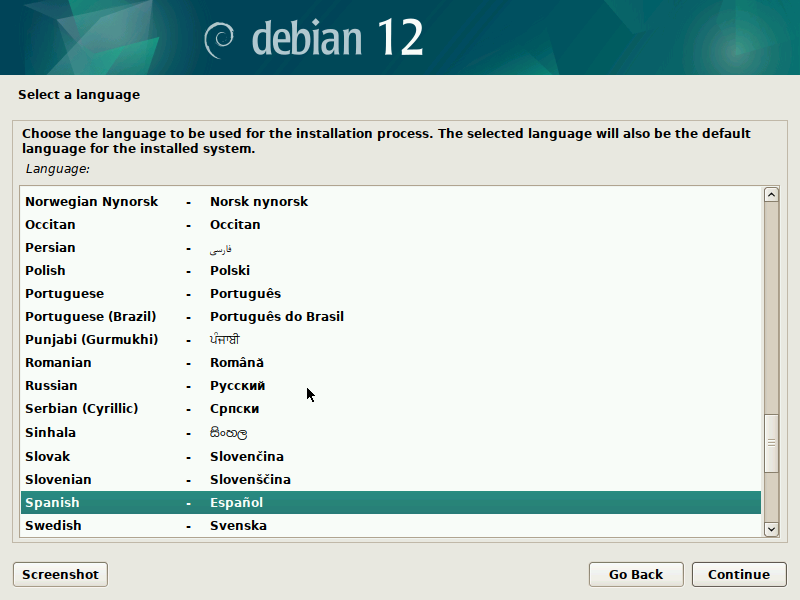 debian 12
Select a language
Choose the language to be used for the installation process. The selected language will also be the default
language for the installed system.
Language:
Norwegian Nynorsk - Norsk nynorsk
Occitan - Occitan
Persian - فارسی
Polish - Polski
Portuguese - Português
Portuguese (Brazil) - Português do Brasil
Punjabi (Gurmukhi) - ਪੰਜਾਬੀ
Romanian - Română
Russian - Русский
Serbian (Cyrillic) - Српски
Sinhala - සිංහල
Slovak - Slovenčina
Slovenian - Slovenščina
Spanish - Español
Swedish - Svenska
Screenshot Go Back Continue